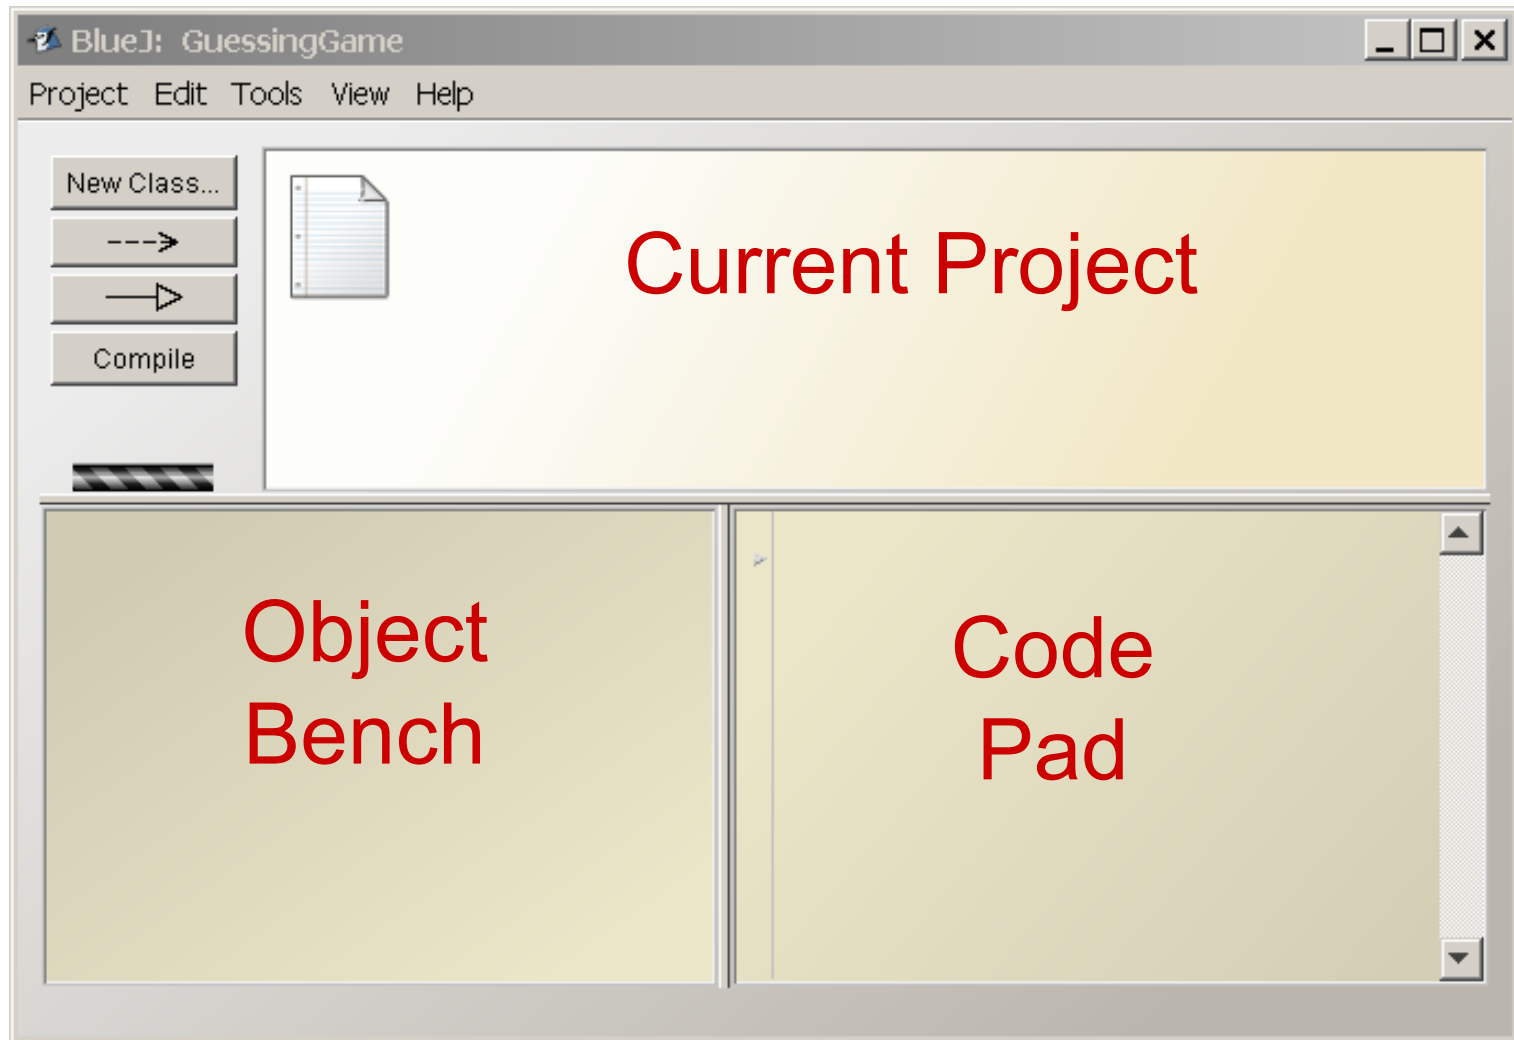 BlueJ: GuessingGame
Project Edit Tools View Help
New Class...
Compile
Current Project
Object
Bench
Code
Pad